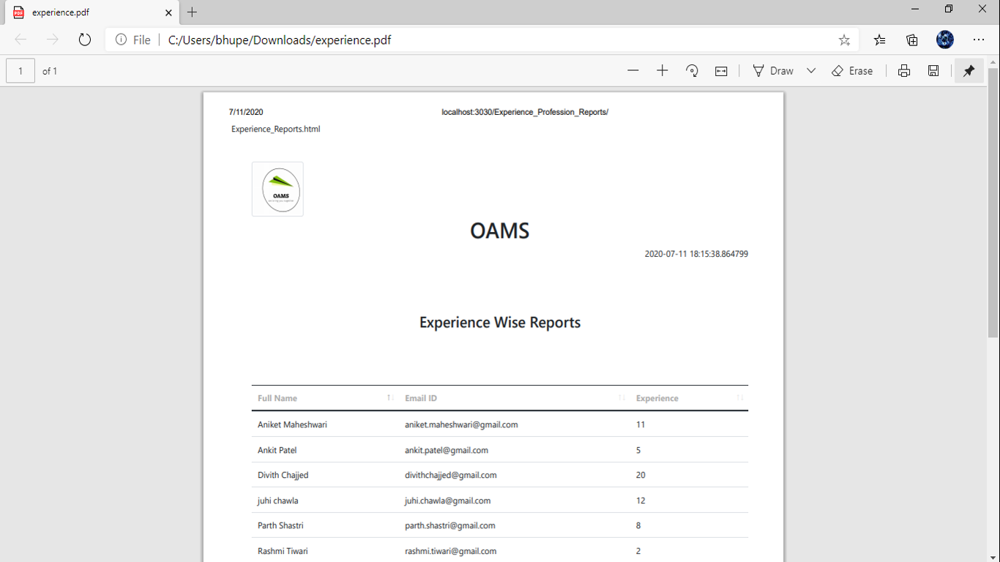 experience.pdf
File C:/Users/bhupe/Downloads/experience.pdf
1 of 1 Draw Erase
7/11/2020 localhost:3030/Experience_Profession_Reports/
Experience_Reports.html
OAMS
OAMS
2020-07-11 18:15:38.864799
Experience Wise Reports
Full Name Email ID Experience
Aniket Maheshwari aniket.maheshwari@gmail.com 11
Ankit Patel ankit.patel@gmail.com 5
Divith Chajjed divithchajjed@gmail.com 20
juhi chawla juhi.chawla@gmail.com 12
Parth Shastri parth.shastri@gmail.com 8
Rashmi Tiwari rashmi.tiwari@gmail.com 2